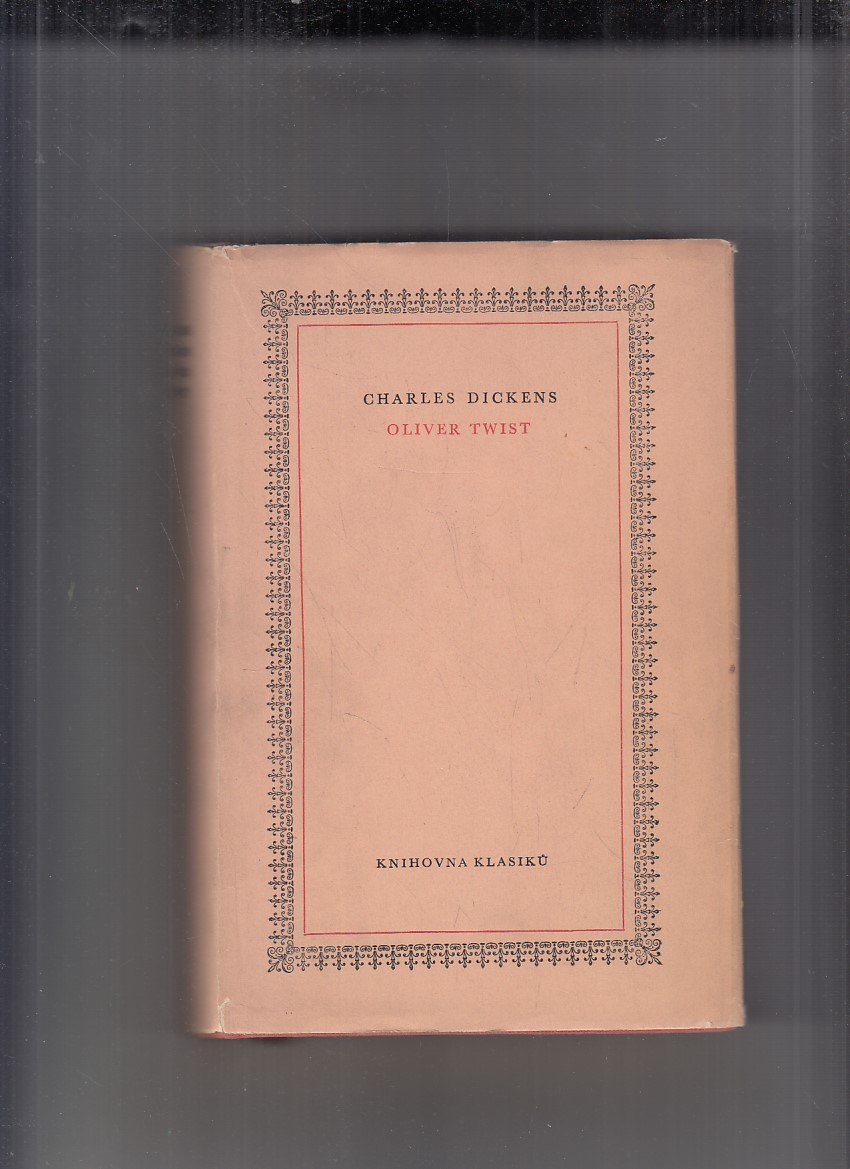 CHARLES DICKENS
OLIVER TWIST
KNIHOVNA KLASIKŮ